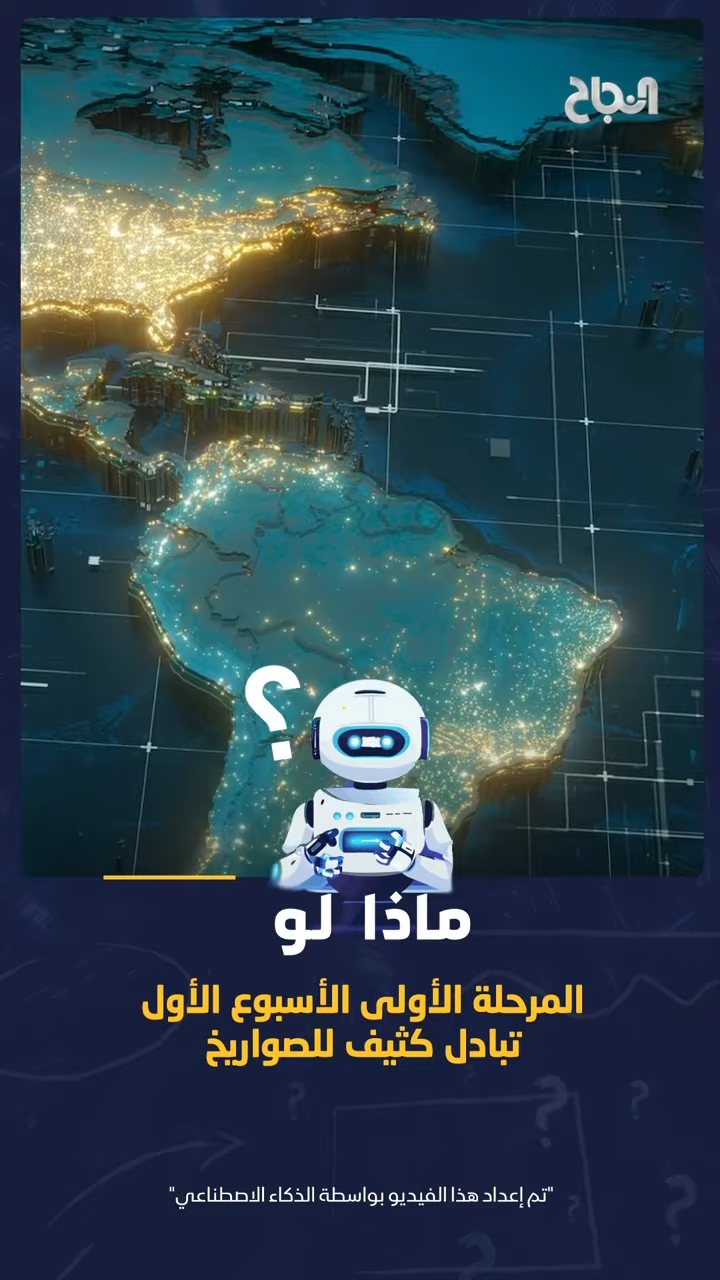 النجاح
؟
ماذا لو
المرحلة الأولى الأسبوع الأول
تبادل كثيف للصواريخ
"تم إعداد هذا الفيديو بواسطة الذكاء الاصطناعي"